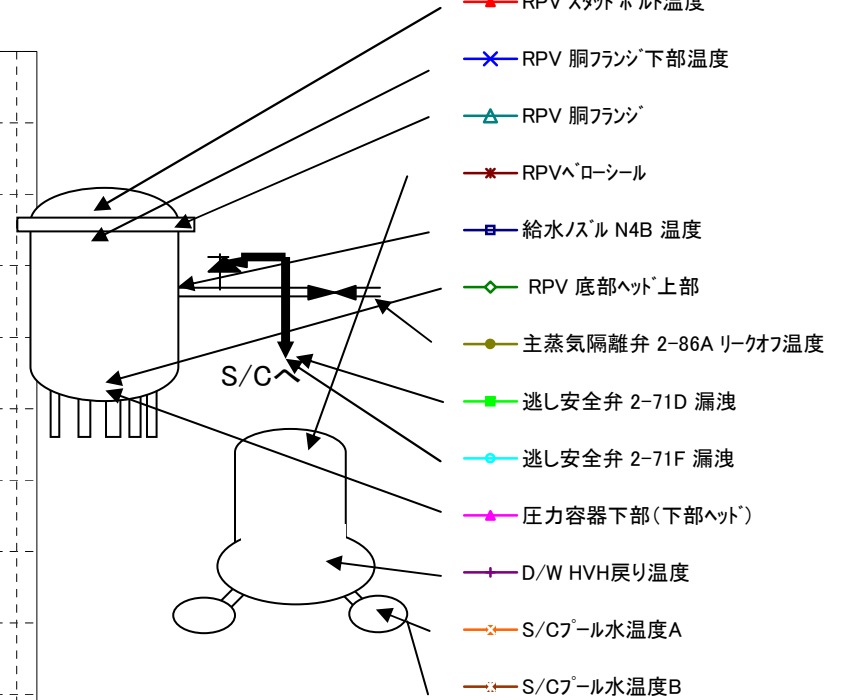 RPV ｽﾀｯﾄﾞﾎﾞﾙﾄ温度
RPV 胴ﾌﾗﾝｼﾞ下部温度
RPV 胴ﾌﾗﾝｼﾞ
RPVﾍﾞﾛｰｼｰﾙ
給水ﾉｽﾞﾙ N4B 温度
RPV 底部ﾍｯﾄﾞ上部
主蒸気隔離弁 2-86A ﾘｰｸｵﾌ温度
S/Cへ
逃し安全弁 2-71D 漏洩
逃し安全弁 2-71F 漏洩
圧力容器下部（下部ﾍｯﾄﾞ）
D/W HVH戻り温度
S/Cﾌﾟｰﾙ水温度A
S/Cﾌﾟｰﾙ水温度B